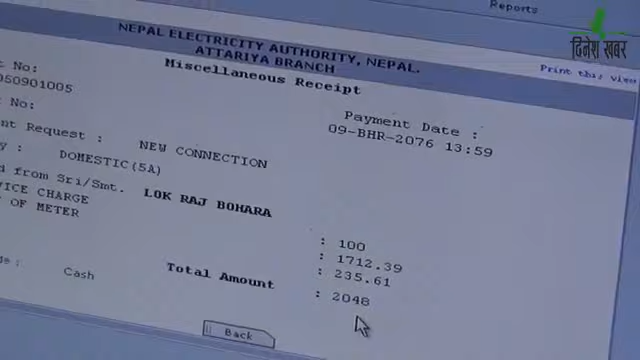 Reports
दिनेश खबर
NEPAL ELECTRICITY AUTHORITY, NEPAL.
ATTARIYA BRANCH
Print this view
Miscellaneous Receipt
No:
050901005
Payment Date :
09-BHR-2076 13:59
No:
Request : NEW CONNECTION
DOMESTIC(5A)
from Sri/Smt. LOK RAJ BOHARA
CHARGE : 100
OF METER : 1712.39
: 235.61
Cash Total Amount : 2048
Back